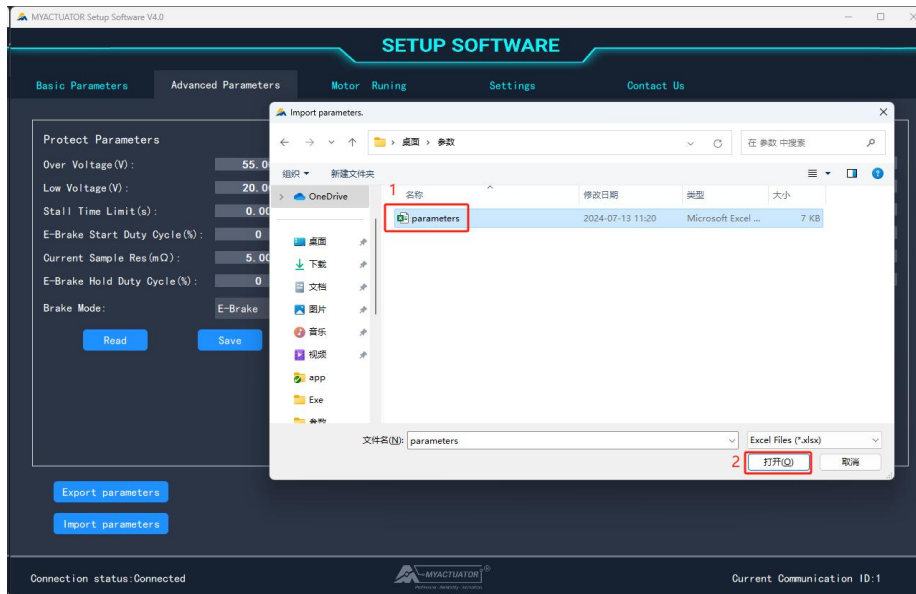 MYACTUATOR Setup Software V4.0
SETUP SOFTWARE
Basic Parameters Advanced Parameters Motor Runing Settings Contact Us
Import parameters.
桌面 › 参数
在 参数 中搜索
组织 新建文件夹
Protect Parameters
Over Voltage(V): 55.0
Low Voltage(V): 20.0
Stall Time Limit(s): 0.00
E-Brake Start Duty Cycle(%): 0
Current Sample Res(mΩ): 5.00
E-Brake Hold Duty Cycle(%): 0
Brake Mode: E-Brake
Read Save
OneDrive
桌面
下载
文档
图片
音乐
视频
app
Exe
参数
1
名称 修改日期 类型 大小
parameters 2024-07-13 11:20 Microsoft Excel ... 7 KB
文件名(N): parameters Excel Files (*.xlsx)
2 打开(O) 取消
Export parameters
Import parameters
Connection status:Connected
MYACTUATOR®
Current Communication ID:1